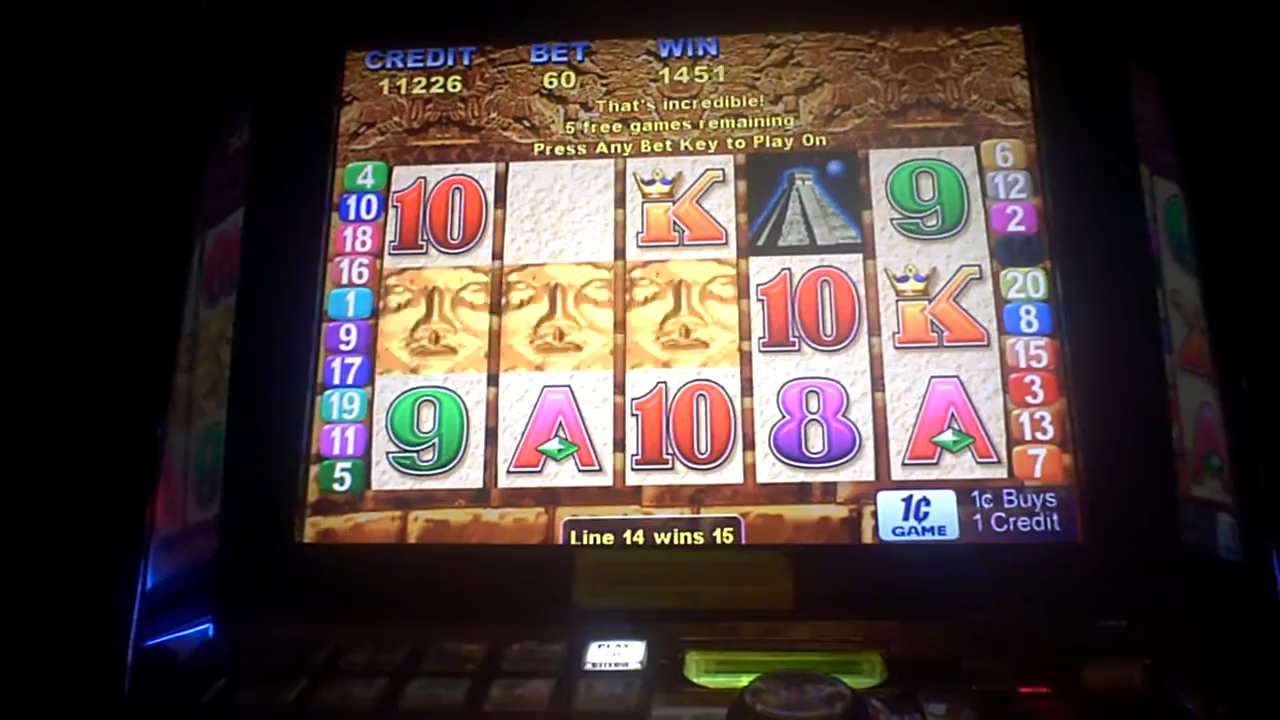 CREDIT BET WIN
11226 60 1451
That's incredible!
5 free games remaining
Press Any Bet Key to Play On
4 10 K 9 6
10 12
18 2
16
1 10 K 20
9 8
17 15
19 9 A 10 8 A 3
11 13
5 7
1¢ GAME
1¢ Buys
1 Credit
Line 14 wins 15
PLAY